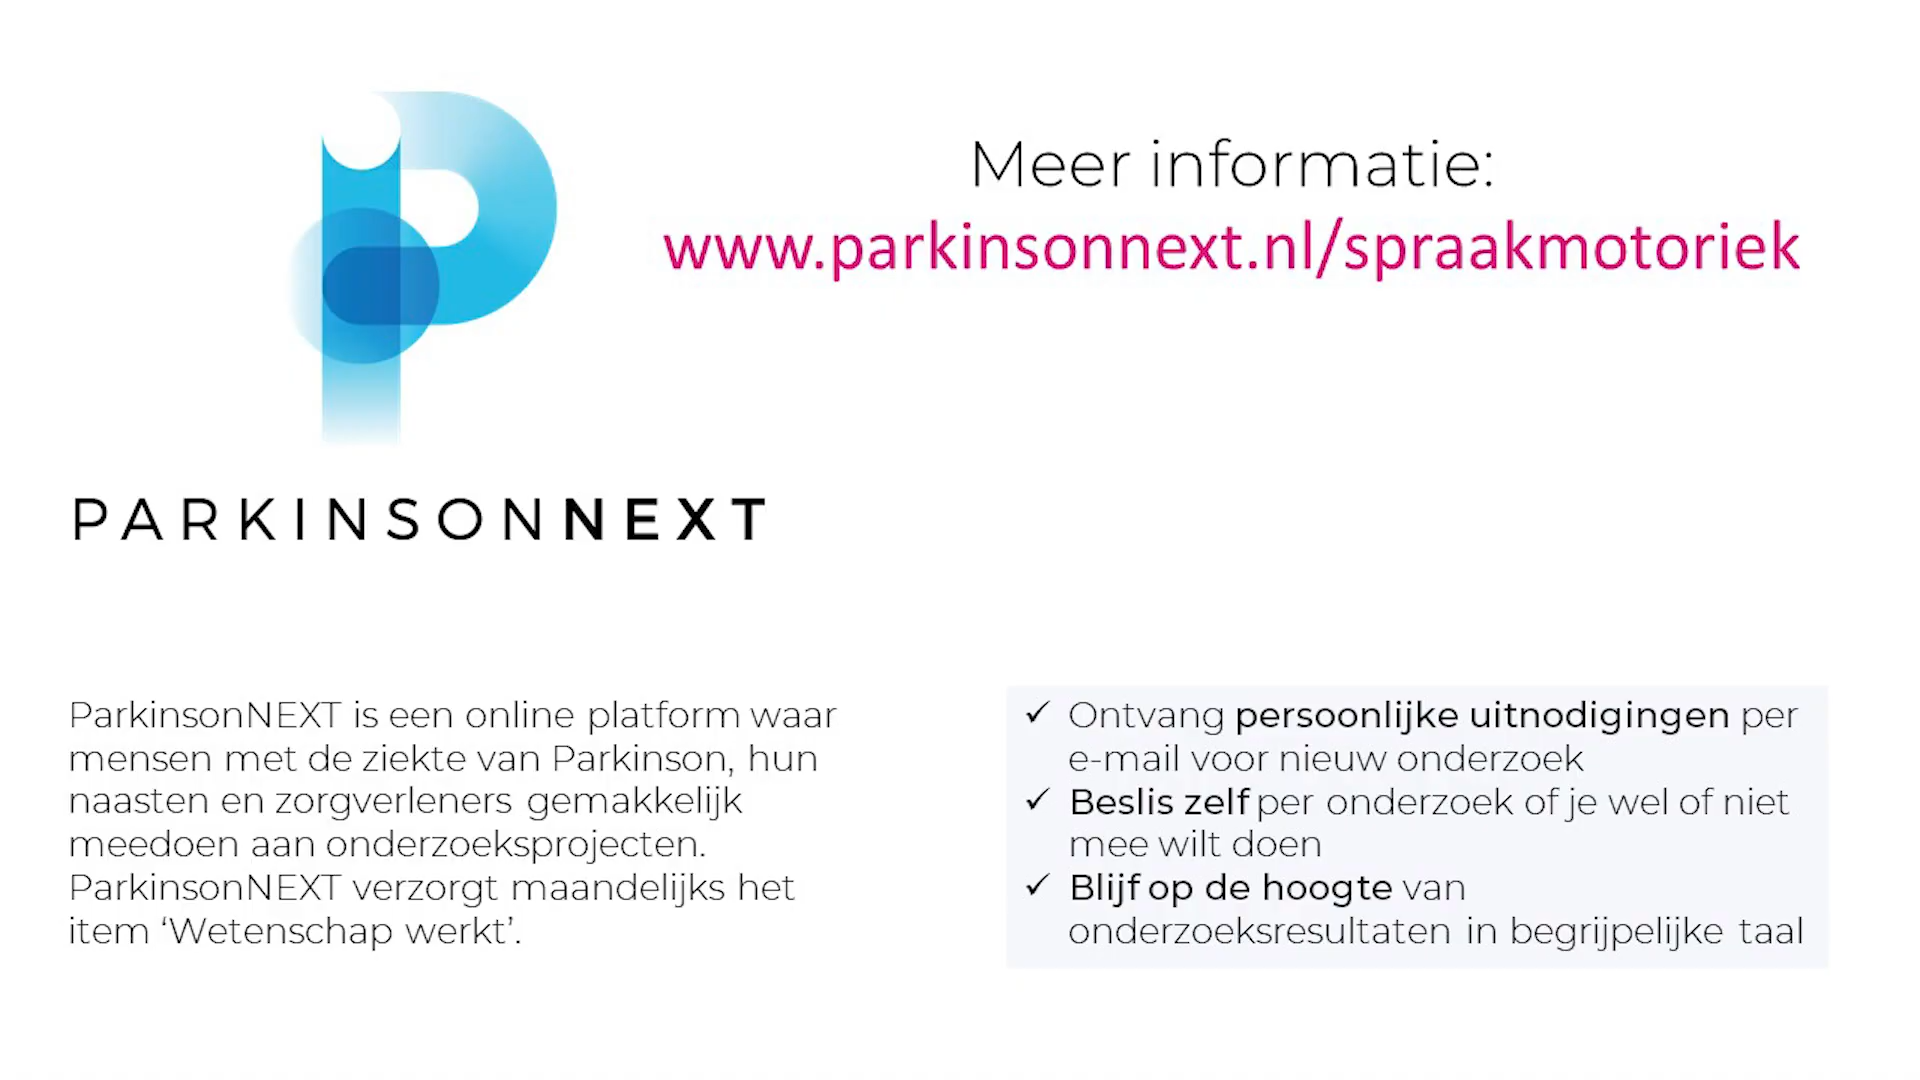 Meer informatie:
www.parkinsonnext.nl/spraakmotoriek
PARKINSONNEXT
ParkinsonNEXT is een online platform waar
mensen met de ziekte van Parkinson, hun
naasten en zorgverleners gemakkelijk
meedoen aan onderzoeksprojecten.
ParkinsonNEXT verzorgt maandelijks het
item ‘Wetenschap werkt’.
✓ Ontvang persoonlijke uitnodigingen per
e-mail voor nieuw onderzoek
✓ Beslis zelf per onderzoek of je wel of niet
mee wilt doen
✓ Blijf op de hoogte van
onderzoeksresultaten in begrijpelijke taal